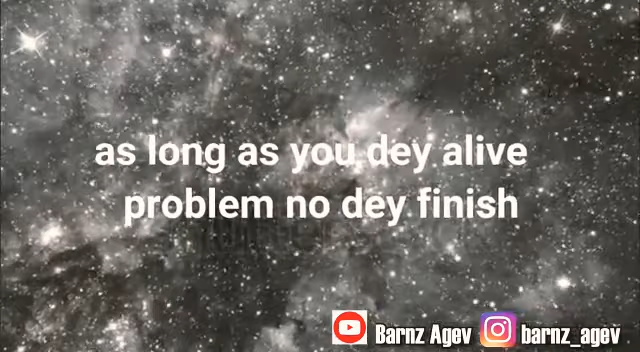 as long as you dey alive
problem no dey finish
Barnz Agev barnz_agev